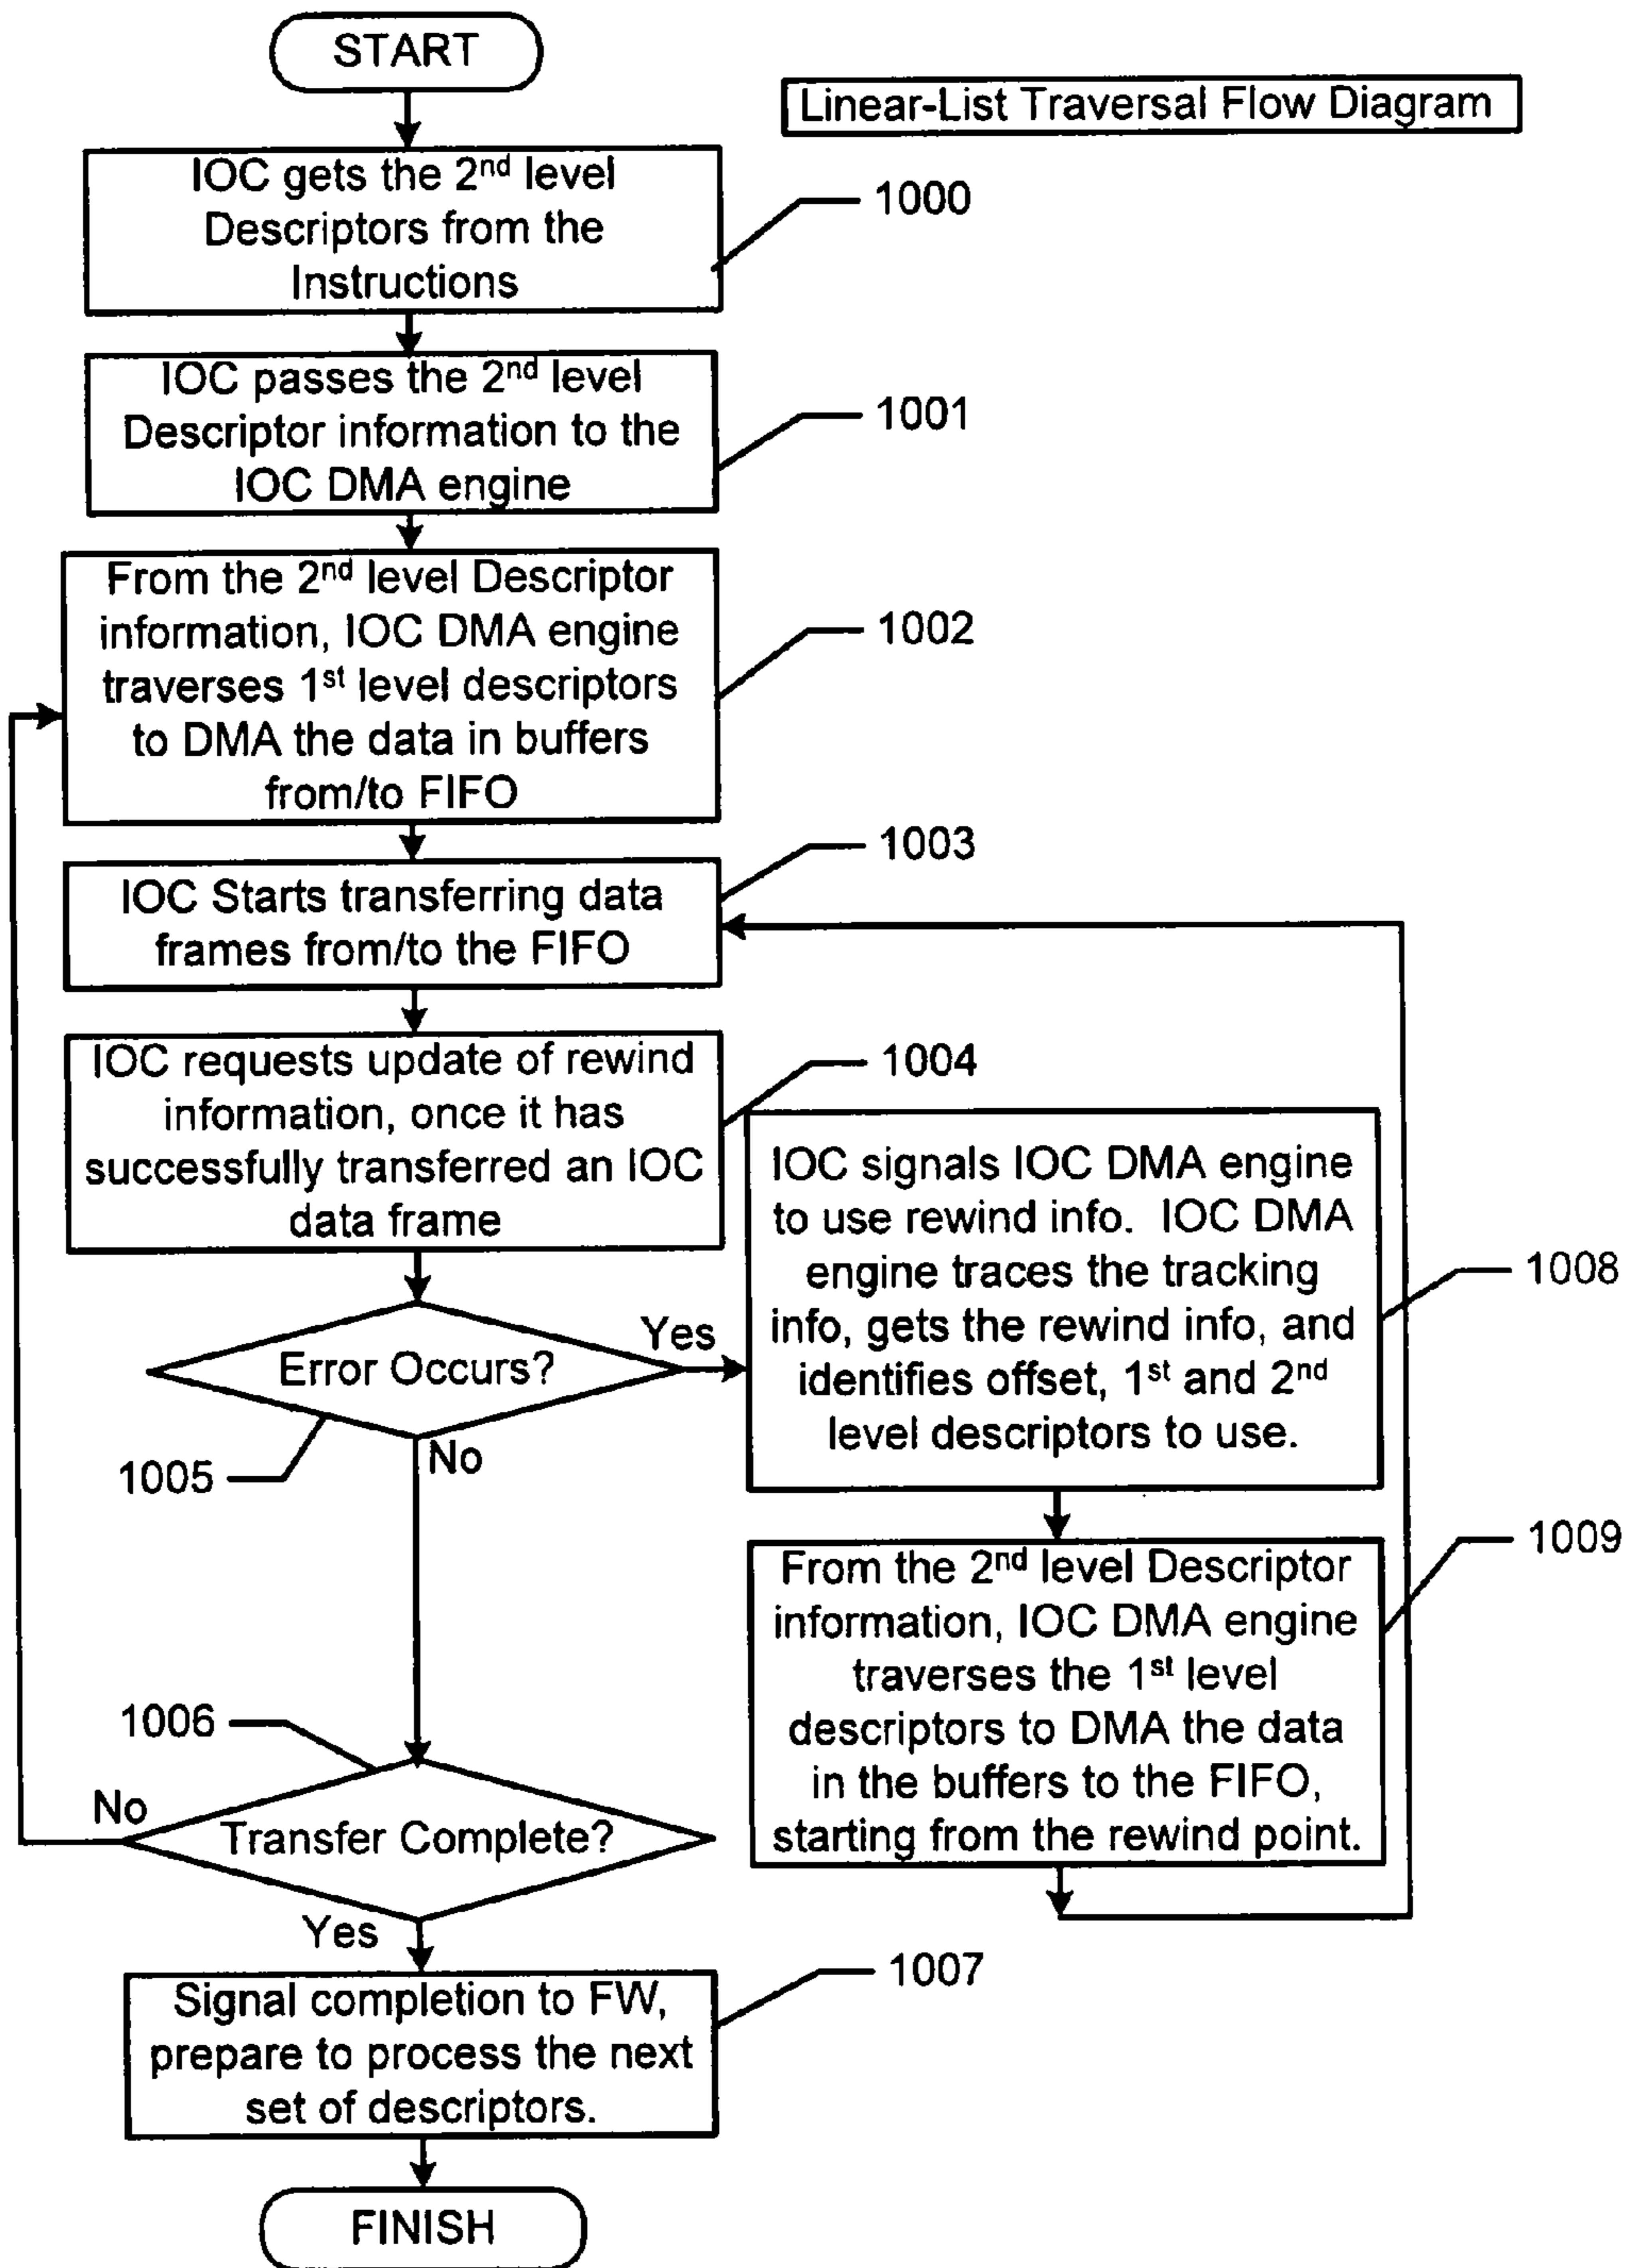 START
Linear-List Traversal Flow Diagram
IOC gets the 2nd level
Descriptors from the
Instructions
1000
IOC passes the 2nd level
Descriptor information to the
IOC DMA engine
1001
From the 2nd level Descriptor
information, IOC DMA engine
traverses 1st level descriptors
to DMA the data in buffers
from/to FIFO
1002
IOC Starts transferring data
frames from/to the FIFO
1003
IOC requests update of rewind
information, once it has
successfully transferred an IOC
data frame
1004
Error Occurs?
Yes
No
1005
IOC signals IOC DMA engine
to use rewind info. IOC DMA
engine traces the tracking
info, gets the rewind info, and
identifies offset, 1st and 2nd
level descriptors to use.
1008
From the 2nd level Descriptor
information, IOC DMA engine
traverses the 1st level
descriptors to DMA the data
in the buffers to the FIFO,
starting from the rewind point.
1009
1006
No
Transfer Complete?
Yes
Signal completion to FW,
prepare to process the next
set of descriptors.
1007
FINISH